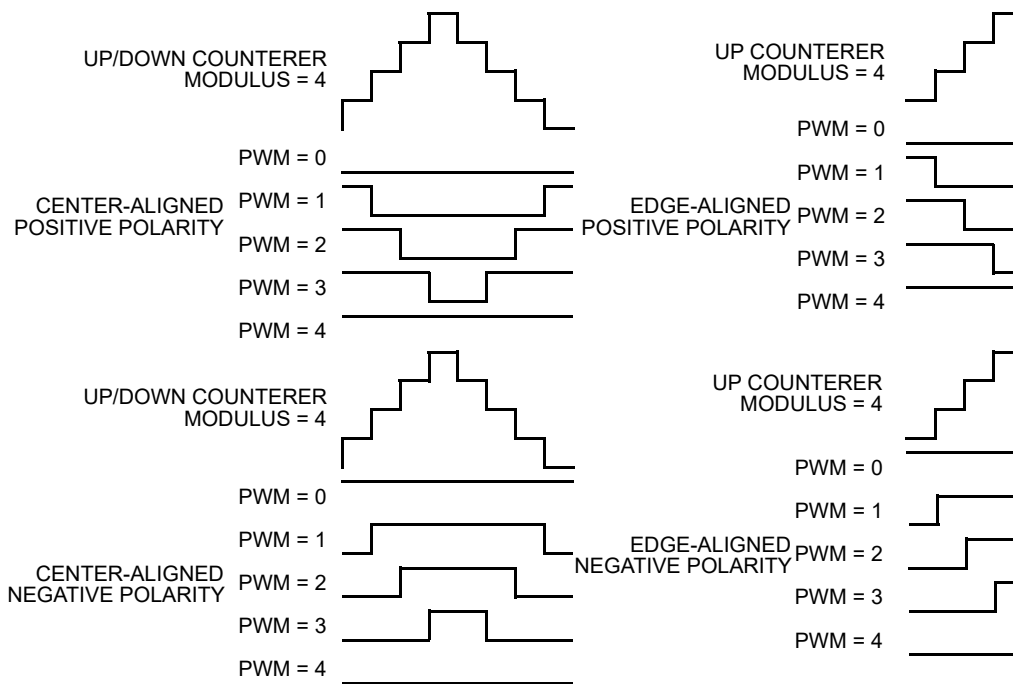 UP/DOWN COUNTERER
MODULUS = 4
PWM = 0
CENTER-ALIGNED
POSITIVE POLARITY
PWM = 1
PWM = 2
PWM = 3
PWM = 4
UP COUNTERER
MODULUS = 4
PWM = 0
EDGE-ALIGNED
POSITIVE POLARITY
PWM = 1
PWM = 2
PWM = 3
PWM = 4
UP/DOWN COUNTERER
MODULUS = 4
PWM = 0
PWM = 1
CENTER-ALIGNED
NEGATIVE POLARITY
PWM = 2
PWM = 3
PWM = 4
UP COUNTERER
MODULUS = 4
PWM = 0
PWM = 1
EDGE-ALIGNED
NEGATIVE POLARITY
PWM = 2
PWM = 3
PWM = 4